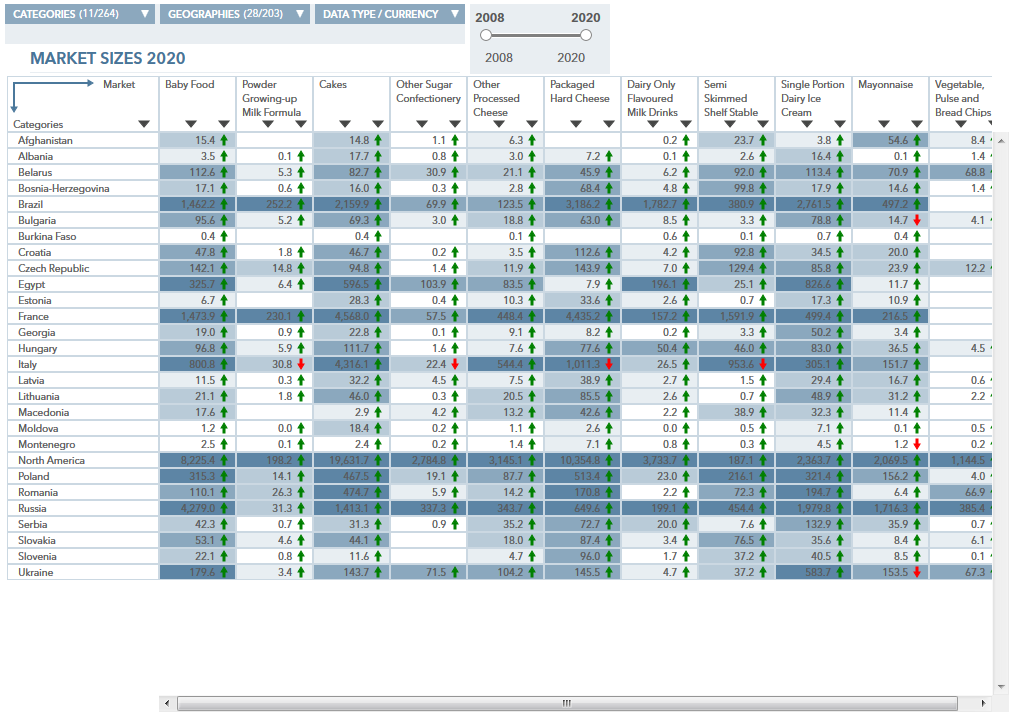 CATEGORIES (11/264) GEOGRAPHIES (28/203) DATA TYPE / CURRENCY
2008 2020
2008 2020
MARKET SIZES 2020
Market Baby Food Powder Growing-up Milk Formula Cakes Other Sugar Confectionery Other Processed Cheese Packaged Hard Cheese Dairy Only Flavoured Milk Drinks Semi Skimmed Shelf Stable Single Portion Dairy Ice Cream Mayonnaise Vegetable, Pulse and Bread Chips
Categories
Afghanistan 15.4 14.8 1.1 6.3 0.2 23.7 3.8 54.6 8.4
Albania 3.5 0.1 17.7 0.8 3.0 7.2 0.1 2.6 16.4 0.1 1.4
Belarus 112.6 5.3 82.7 30.9 21.1 45.9 6.2 92.0 113.4 70.9 68.8
Bosnia-Herzegovina 17.1 0.6 16.0 0.3 2.8 68.4 4.8 99.8 17.9 14.6 1.4
Brazil 1,462.2 252.2 2,159.9 69.9 123.5 3,186.2 1,782.7 380.9 2,761.5 497.2
Bulgaria 95.6 5.2 69.3 3.0 18.8 63.0 8.5 3.3 78.8 14.7 4.1
Burkina Faso 0.4 0.4 0.1 0.6 0.1 0.7 0.4
Croatia 47.8 1.8 46.7 0.2 3.5 112.6 4.2 92.8 34.5 20.0
Czech Republic 142.1 14.8 94.8 1.4 11.9 143.9 7.0 129.4 85.8 23.9 12.2
Egypt 325.7 6.4 596.5 103.9 83.5 7.9 196.1 25.1 826.6 11.7
Estonia 6.7 28.3 0.4 10.3 33.6 2.6 0.7 17.3 10.9
France 1,473.9 230.1 4,568.0 57.5 448.4 4,435.2 157.2 1,591.9 499.4 216.5
Georgia 19.0 0.9 22.8 0.1 9.1 8.2 0.2 3.3 50.2 3.4
Hungary 96.8 5.9 111.7 1.6 7.6 77.6 50.4 46.0 83.0 36.5 4.5
Italy 800.8 30.8 4,316.1 22.4 544.4 1,011.3 26.5 953.6 305.1 151.7
Latvia 11.5 0.3 32.2 4.5 7.5 38.9 2.7 1.5 29.4 16.7 0.6
Lithuania 21.1 1.8 46.0 0.3 20.5 85.5 2.6 0.7 48.9 31.2 2.2
Macedonia 17.6 2.9 4.2 13.2 42.6 2.2 38.9 32.3 11.4
Moldova 1.2 0.0 18.4 0.2 1.1 2.6 0.0 0.5 7.1 0.1 0.5
Montenegro 2.5 0.1 2.4 0.2 1.4 7.1 0.8 0.3 4.5 1.2 0.2
North America 8,225.4 198.2 19,631.7 2,784.8 3,145.1 10,354.8 3,733.7 187.1 2,363.7 2,069.5 1,144.5
Poland 315.3 14.1 467.5 19.1 87.7 513.4 23.0 216.1 321.4 156.2 4.0
Romania 110.1 26.3 474.7 5.9 14.2 170.8 2.2 72.3 194.7 6.4 66.9
Russia 4,279.0 31.3 1,413.1 337.3 343.7 649.6 199.1 454.4 1,979.8 1,716.3 385.4
Serbia 42.3 0.7 31.3 0.9 35.2 72.7 20.0 7.6 132.9 35.9 0.7
Slovakia 53.1 4.6 44.1 18.0 87.4 3.4 76.5 35.6 8.4 6.1
Slovenia 22.1 0.8 11.6 4.7 96.0 1.7 37.2 40.5 8.5 0.1
Ukraine 179.6 3.4 143.7 71.5 104.2 145.5 4.7 37.2 583.7 153.5 67.3